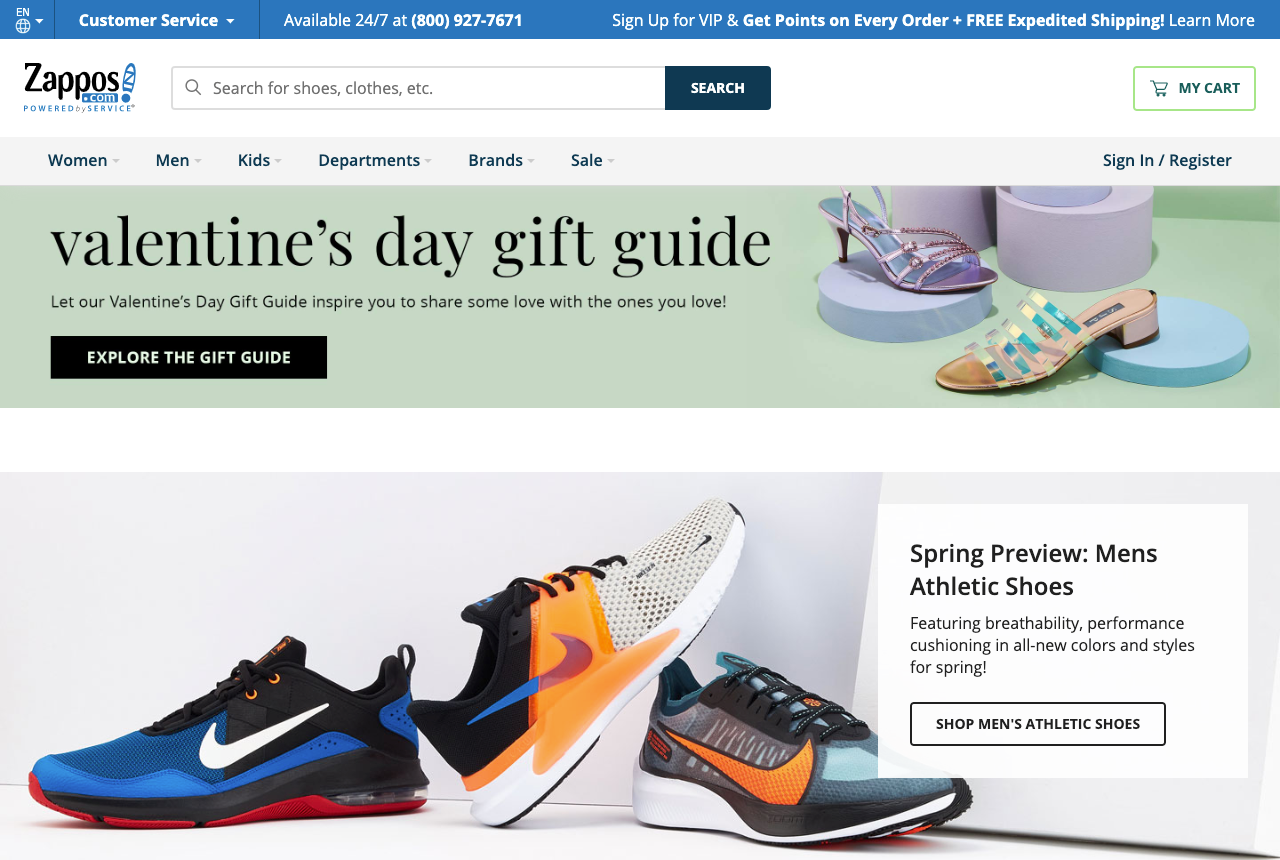 EN
Customer Service
Available 24/7 at (800) 927-7671
Sign Up for VIP & Get Points on Every Order + FREE Expedited Shipping! Learn More
Zappos
.com
POWERED by SERVICE®
Search for shoes, clothes, etc.
SEARCH
MY CART
Women
Men
Kids
Departments
Brands
Sale
Sign In / Register
valentine's day gift guide
Let our Valentine's Day Gift Guide inspire you to share some love with the ones you love!
EXPLORE THE GIFT GUIDE
Spring Preview: Mens
Athletic Shoes
Featuring breathability, performance
cushioning in all-new colors and styles
for spring!
SHOP MEN'S ATHLETIC SHOES